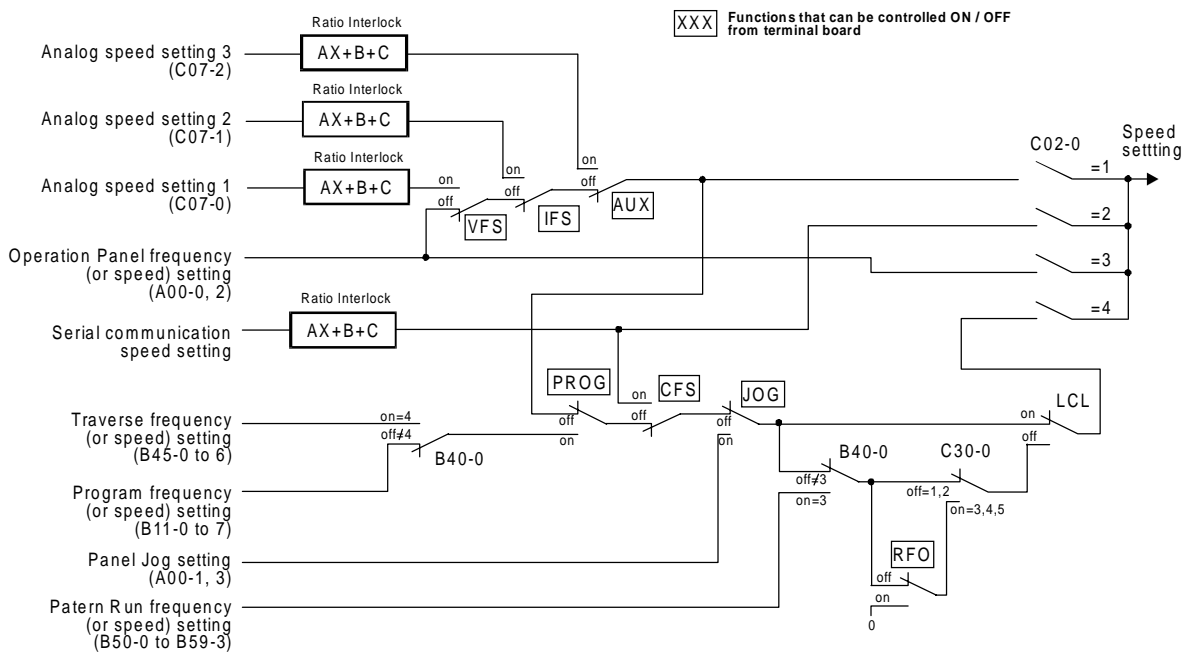 XXX Functions that can be controlled ON / OFF
from terminal board
Ratio Interlock
Analog speed setting 3
(C07-2)
AX+B+C
Ratio Interlock
Analog speed setting 2
(C07-1)
AX+B+C
Ratio Interlock
Analog speed setting 1
(C07-0)
AX+B+C
on
off
VFS
on
off
IFS
on
off
AUX
C02-0
Speed
settting
=1
=2
=3
=4
Operation Panel frequency
(or speed) setting
(A00-0, 2)
Ratio Interlock
Serial communication
speed setting
AX+B+C
PROG
off
on
CFS
on
off
JOG
off
on
LCL
on
off
Traverse frequency
(or speed) setting
(B45-0 to 6)
on=4
off≠4
B40-0
Program frequency
(or speed) setting
(B11-0 to 7)
B40-0
off≠3
on=3
C30-0
off=1,2
on=3,4,5
Panel Jog setting
(A00-1, 3)
RFO
off
on
0
Patern Run frequency
(or speed) setting
(B50-0 to B59-3)